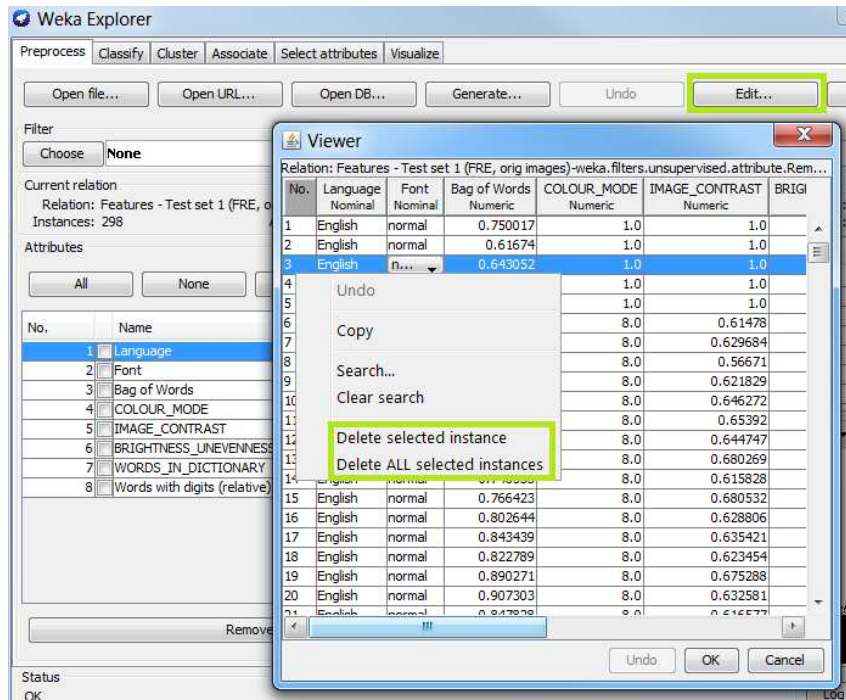 Weka Explorer
Preprocess Classify Cluster Associate Select attributes Visualize
Open file... Open URL... Open DB... Generate... Undo Edit...
Filter
Choose None
Current relation
Relation: Features - Test set 1 (FRE, o
Instances: 298
Attributes
All None
No. Name
1 Language
2 Font
3 Bag of Words
4 COLOUR_MODE
5 IMAGE_CONTRAST
6 BRIGHTNESS_UNEVENNESS
7 WORDS_IN_DICTIONARY
8 Words with digits (relative)
Remove
Status
OK
Log
Viewer
Relation: Features - Test set 1 (FRE, orig images)-weka.filters.unsupervised.attribute.Rem...
No. Language Font Bag of Words COLOUR_MODE IMAGE_CONTRAST BRIG
Nominal Nominal Numeric Numeric Numeric
1 English normal 0.750017 1.0 1.0
2 English normal 0.61674 1.0 1.0
3 English n... 0.643052 1.0 1.0
4 1.0 1.0
5 1.0 1.0
6 8.0 0.61478
7 8.0 0.629684
8 8.0 0.56671
9 8.0 0.621829
10 8.0 0.646272
11 8.0 0.65392
12 8.0 0.644747
13 8.0 0.680269
14 8.0 0.615828
15 English normal 0.766423 8.0 0.680532
16 English normal 0.802644 8.0 0.628806
17 English normal 0.843439 8.0 0.635421
18 English normal 0.822789 8.0 0.623454
19 English normal 0.890271 8.0 0.675288
20 English normal 0.907303 8.0 0.632581
21 English normal 0.847828 8.0 0.616577
Undo
Copy
Search...
Clear search
Delete selected instance
Delete ALL selected instances
Undo OK Cancel